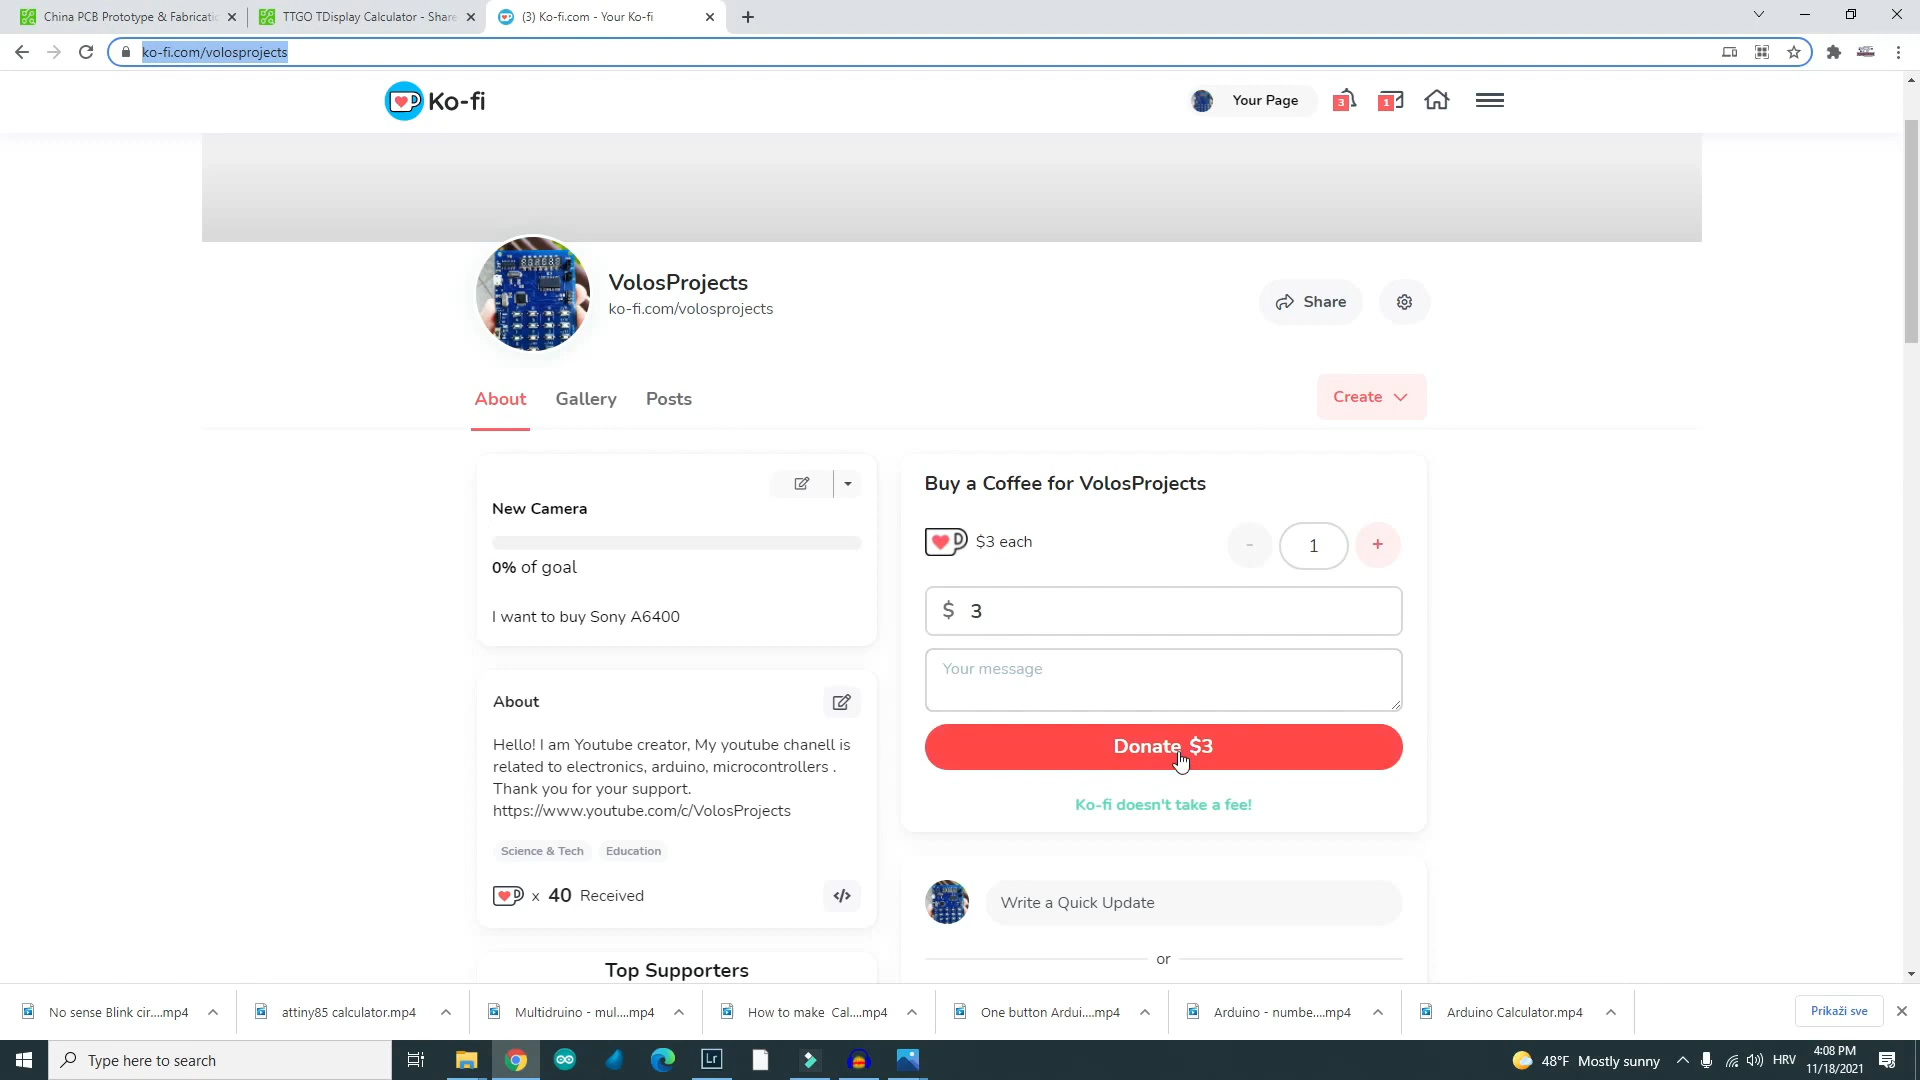 China PCB Prototype & Fabricatio
TTGO TDisplay Calculator - Share
(3) Ko-fi.com - Your Ko-fi
ko-fi.com/volosprojects
Ko-fi
Your Page
3
1
VolosProjects
ko-fi.com/volosprojects
Share
About
Gallery
Posts
Create
New Camera
0% of goal
I want to buy Sony A6400
Buy a Coffee for VolosProjects
$3 each
-
1
+
$ 3
Your message
Donate $3
Ko-fi doesn't take a fee!
About
Hello! I am Youtube creator, My youtube chanell is
related to electronics, arduino, microcontrollers .
Thank you for your support.
https://www.youtube.com/c/VolosProjects
Science & Tech
Education
x 40 Received
</>
Write a Quick Update
or
Top Supporters
No sense Blink cir....mp4
attiny85 calculator.mp4
Multidruino - mul....mp4
How to make Cal....mp4
One button Ardui....mp4
Arduino - numbe....mp4
Arduino Calculator.mp4
Prikaži sve
Type here to search
Lr
48°F Mostly sunny
HRV
4:08 PM
11/18/2021